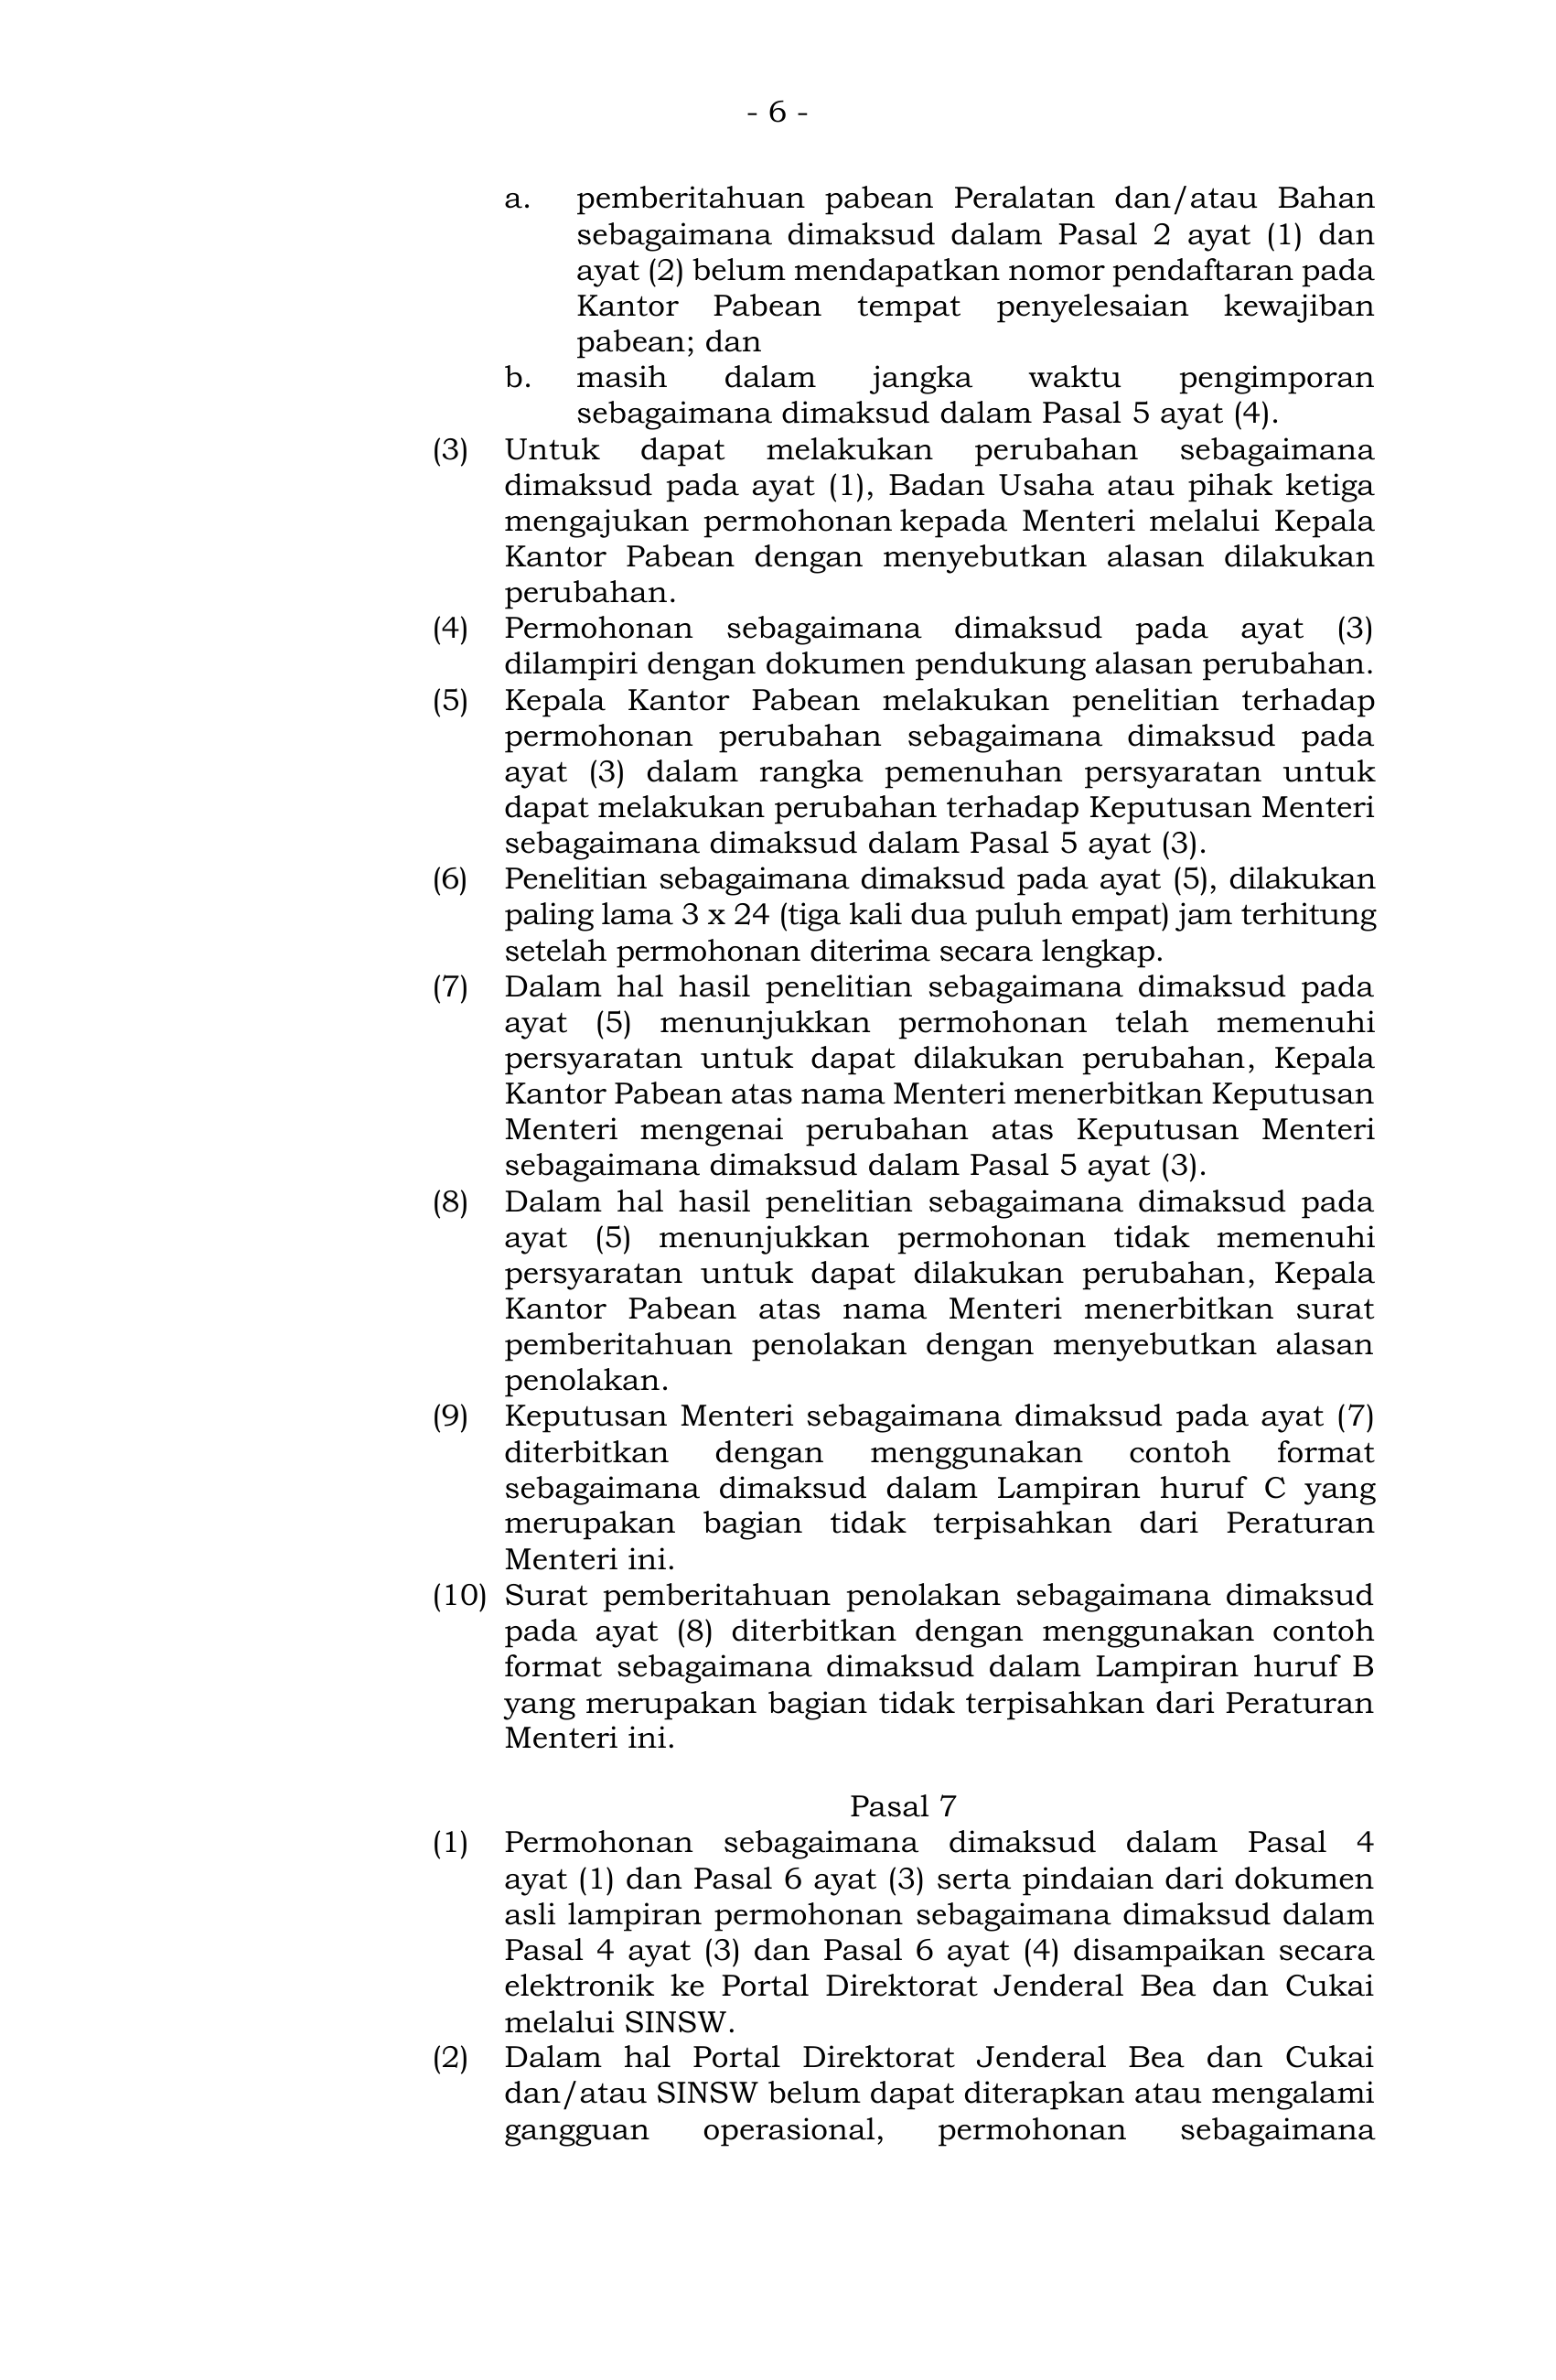 - 6 -
a. pemberitahuan pabean Peralatan dan/atau Bahan
sebagaimana dimaksud dalam Pasal 2 ayat (1) dan
ayat (2) belum mendapatkan nomor pendaftaran pada
Kantor Pabean tempat penyelesaian kewajiban
pabean; dan
b. masih dalam jangka waktu pengimporan
sebagaimana dimaksud dalam Pasal 5 ayat (4).
(3) Untuk dapat melakukan perubahan sebagaimana
dimaksud pada ayat (1), Badan Usaha atau pihak ketiga
mengajukan permohonan kepada Menteri melalui Kepala
Kantor Pabean dengan menyebutkan alasan dilakukan
perubahan.
(4) Permohonan sebagaimana dimaksud pada ayat (3)
dilampiri dengan dokumen pendukung alasan perubahan.
(5) Kepala Kantor Pabean melakukan penelitian terhadap
permohonan perubahan sebagaimana dimaksud pada
ayat (3) dalam rangka pemenuhan persyaratan untuk
dapat melakukan perubahan terhadap Keputusan Menteri
sebagaimana dimaksud dalam Pasal 5 ayat (3).
(6) Penelitian sebagaimana dimaksud pada ayat (5), dilakukan
paling lama 3 x 24 (tiga kali dua puluh empat) jam terhitung
setelah permohonan diterima secara lengkap.
(7) Dalam hal hasil penelitian sebagaimana dimaksud pada
ayat (5) menunjukkan permohonan telah memenuhi
persyaratan untuk dapat dilakukan perubahan, Kepala
Kantor Pabean atas nama Menteri menerbitkan Keputusan
Menteri mengenai perubahan atas Keputusan Menteri
sebagaimana dimaksud dalam Pasal 5 ayat (3).
(8) Dalam hal hasil penelitian sebagaimana dimaksud pada
ayat (5) menunjukkan permohonan tidak memenuhi
persyaratan untuk dapat dilakukan perubahan, Kepala
Kantor Pabean atas nama Menteri menerbitkan surat
pemberitahuan penolakan dengan menyebutkan alasan
penolakan.
(9) Keputusan Menteri sebagaimana dimaksud pada ayat (7)
diterbitkan dengan menggunakan contoh format
sebagaimana dimaksud dalam Lampiran huruf C yang
merupakan bagian tidak terpisahkan dari Peraturan
Menteri ini.
(10) Surat pemberitahuan penolakan sebagaimana dimaksud
pada ayat (8) diterbitkan dengan menggunakan contoh
format sebagaimana dimaksud dalam Lampiran huruf B
yang merupakan bagian tidak terpisahkan dari Peraturan
Menteri ini.
Pasal 7
(1) Permohonan sebagaimana dimaksud dalam Pasal 4
ayat (1) dan Pasal 6 ayat (3) serta pindaian dari dokumen
asli lampiran permohonan sebagaimana dimaksud dalam
Pasal 4 ayat (3) dan Pasal 6 ayat (4) disampaikan secara
elektronik ke Portal Direktorat Jenderal Bea dan Cukai
melalui SINSW.
(2) Dalam hal Portal Direktorat Jenderal Bea dan Cukai
dan/atau SINSW belum dapat diterapkan atau mengalami
gangguan operasional, permohonan sebagaimana